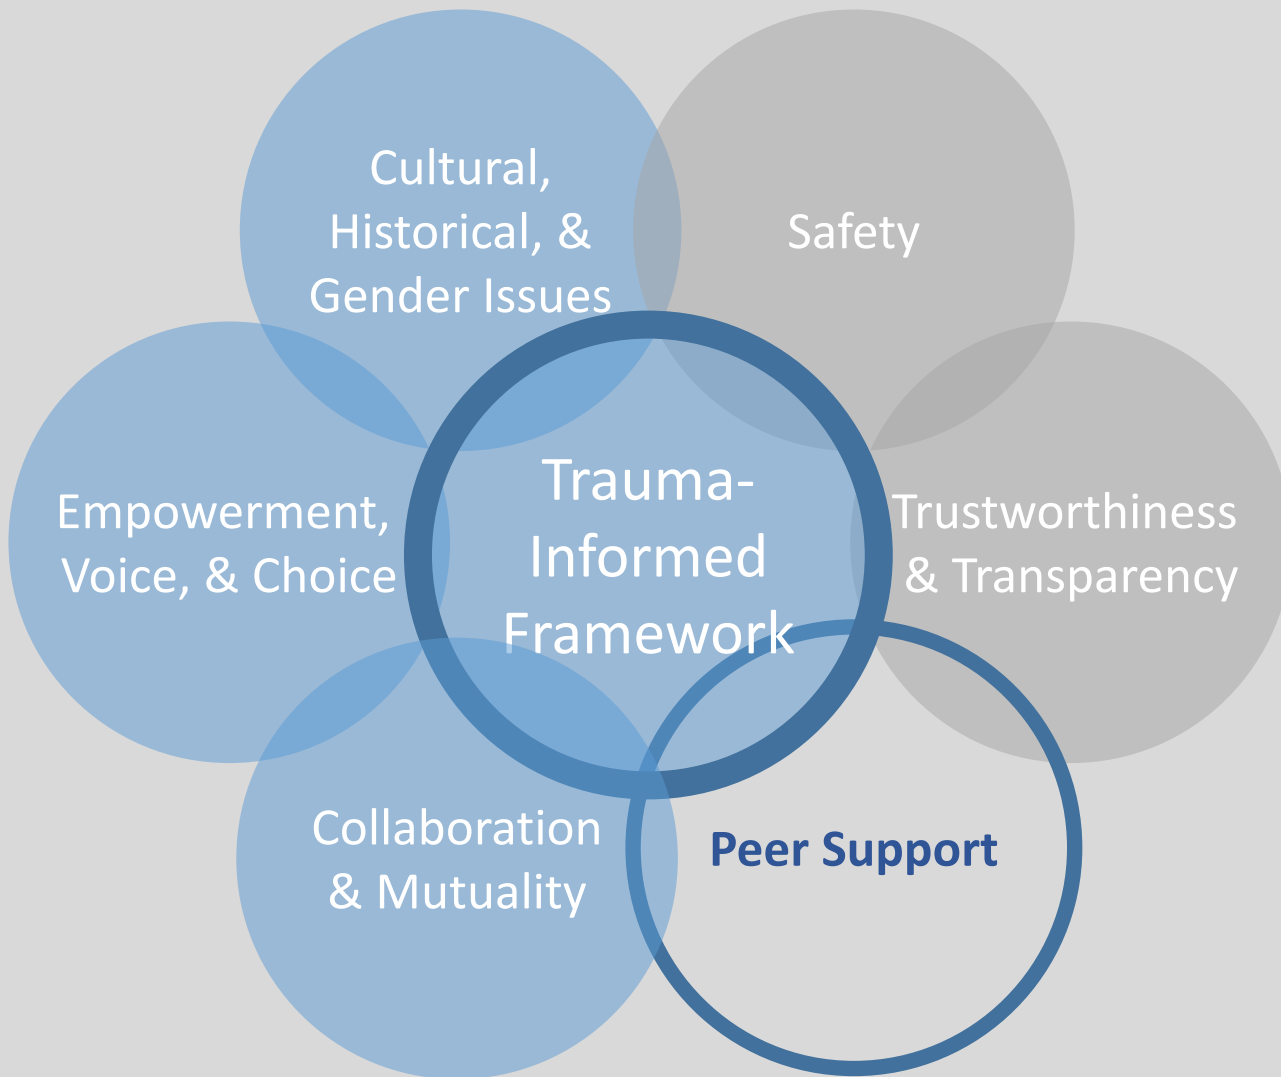 Cultural,
Historical, &
Gender Issues
Safety
Empowerment,
Voice, & Choice
Trauma-
Informed
Framework
Trustworthiness
& Transparency
Collaboration
& Mutuality
Peer Support